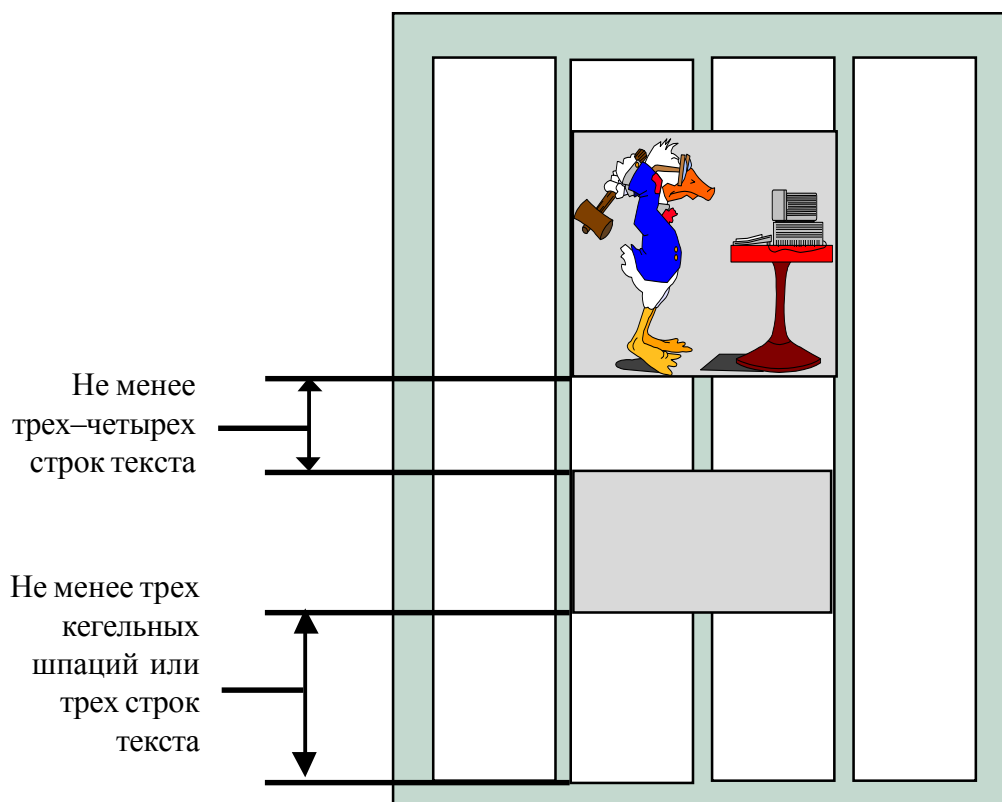 Не менее
трех–четырех
строк текста
Не менее трех
кегельных
шпаций или
трех строк
текста